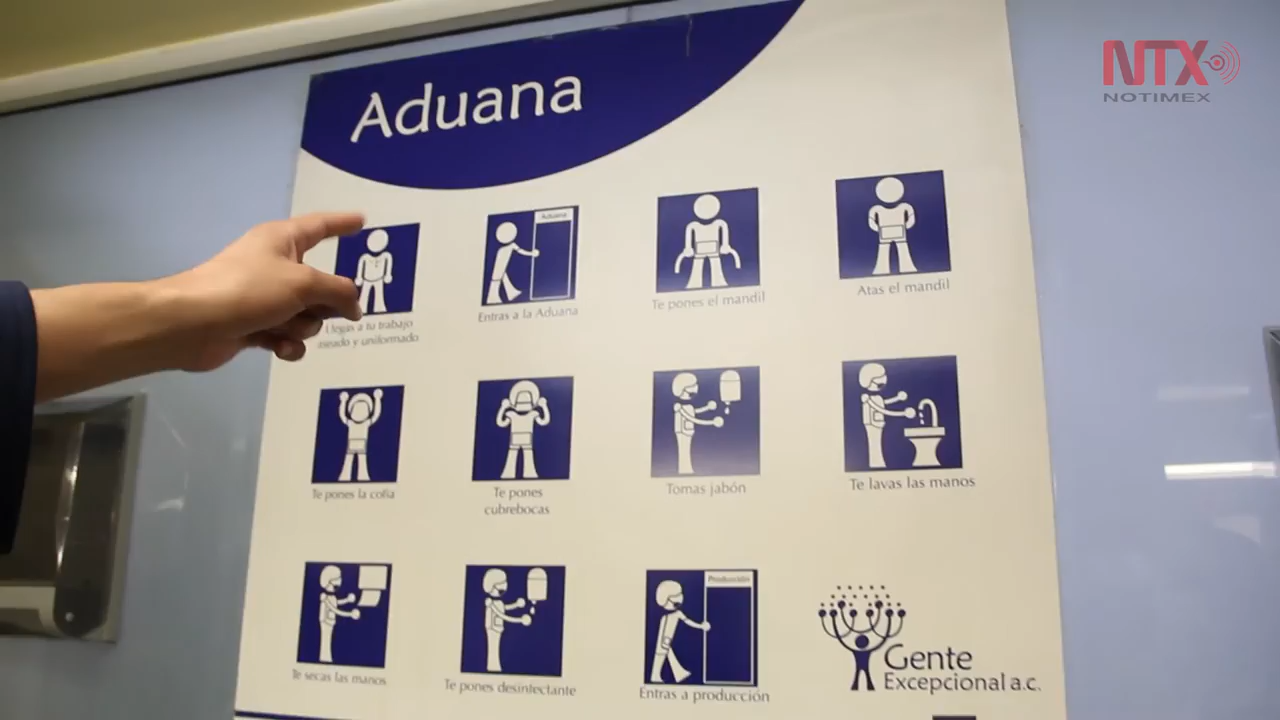 NTX
NOTIMEX
Aduana
Llegas a tu trabajo
aseado y uniformado
Aduana
Entras a la Aduana
Te pones el mandil
Atas el mandil
Te pones la cofia
Te pones
cubrebocas
Tomas jabón
Te lavas las manos
Te secas las manos
Te pones desinfectante
Producción
Entras a producción
Gente
Excepcional a.c.